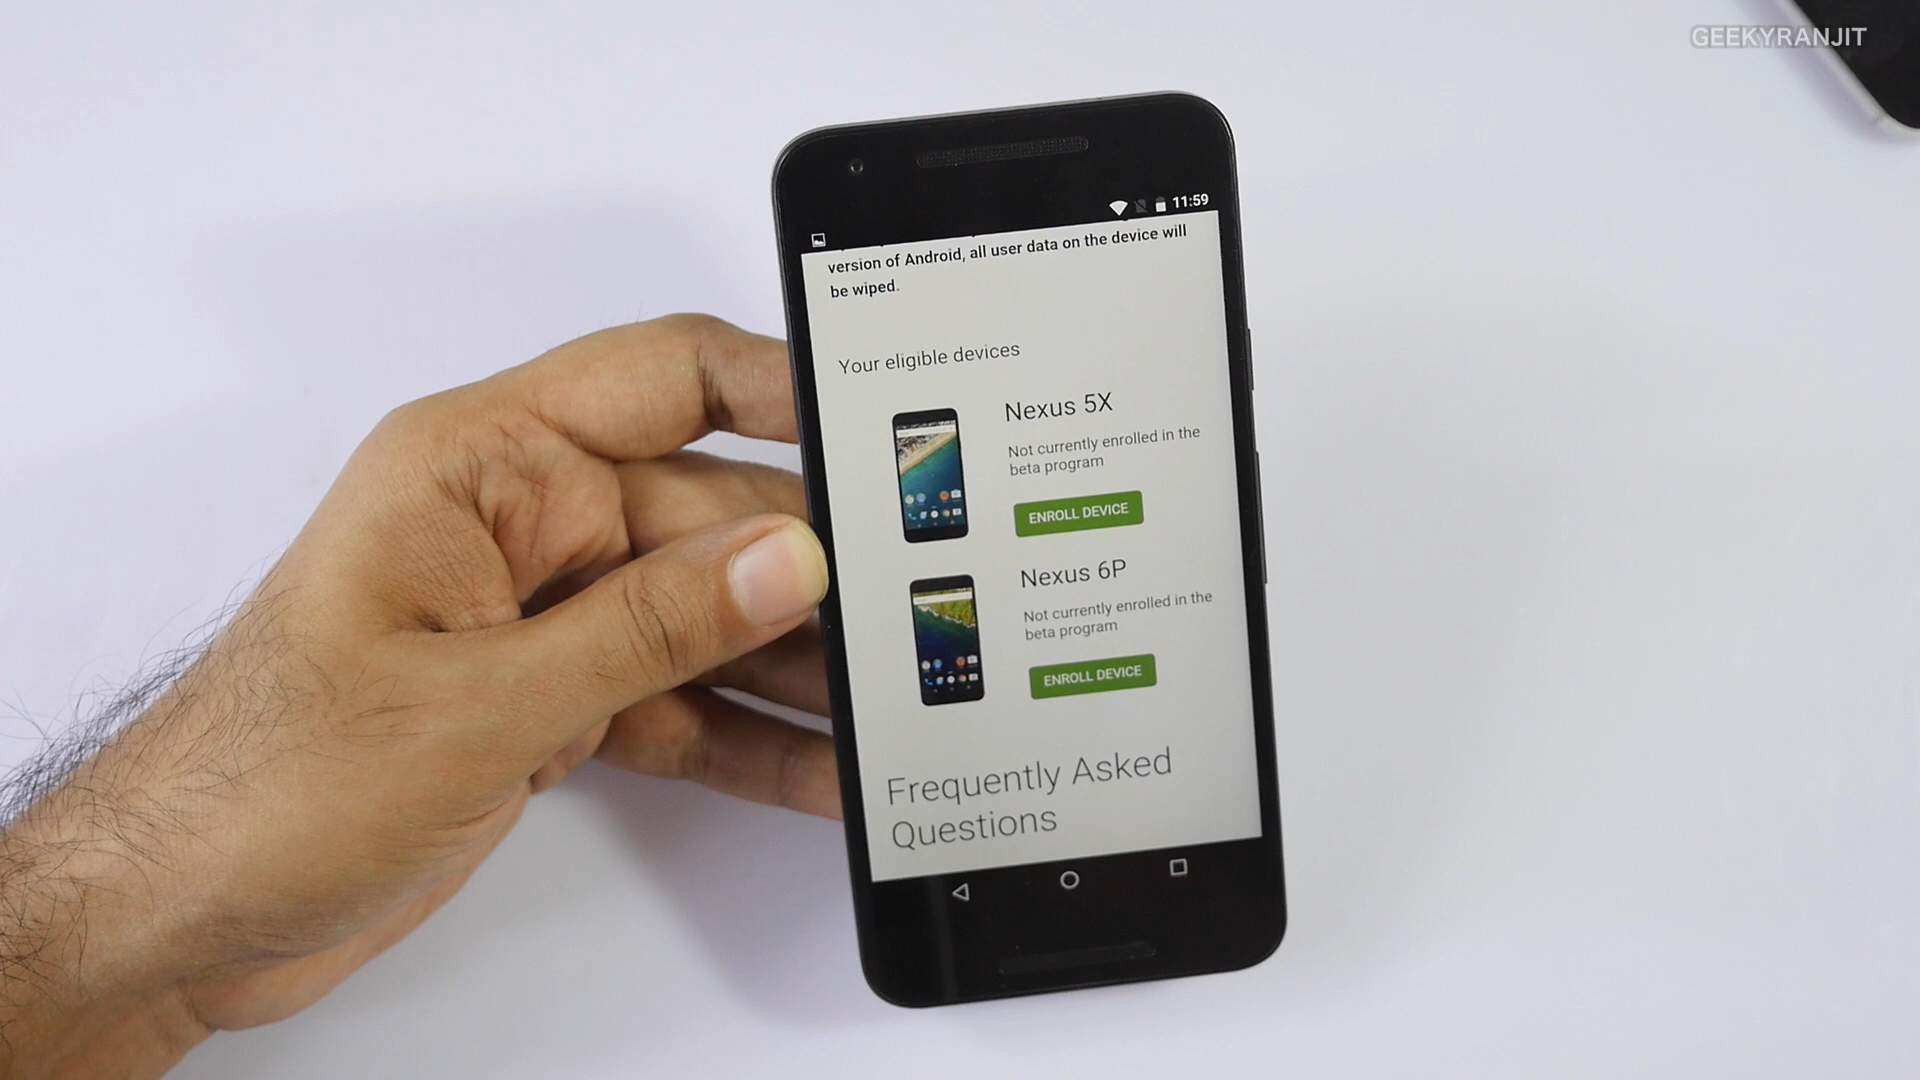 GEEKYRANJIT
11:59
version of Android, all user data on the device will
be wiped.
Your eligible devices
Nexus 5X
Not currently enrolled in the
beta program
ENROLL DEVICE
Nexus 6P
Not currently enrolled in the
beta program
ENROLL DEVICE
Frequently Asked
Questions